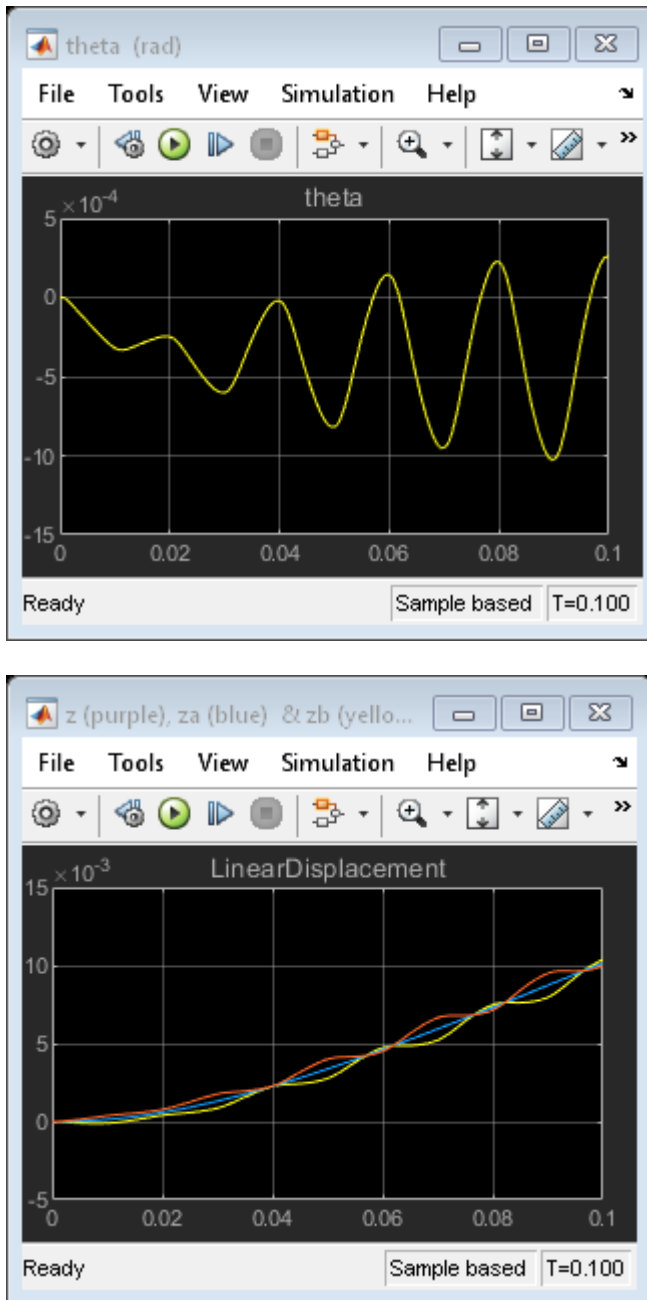 theta (rad)
File Tools View Simulation Help
»
theta
×10-4
5
0
-5
-10
-15
0 0.02 0.04 0.06 0.08 0.1
Ready Sample based T=0.100
z (purple), za (blue) & zb (yello...
File Tools View Simulation Help
»
LinearDisplacement
×10-3
15
10
5
0
-5
0 0.02 0.04 0.06 0.08 0.1
Ready Sample based T=0.100